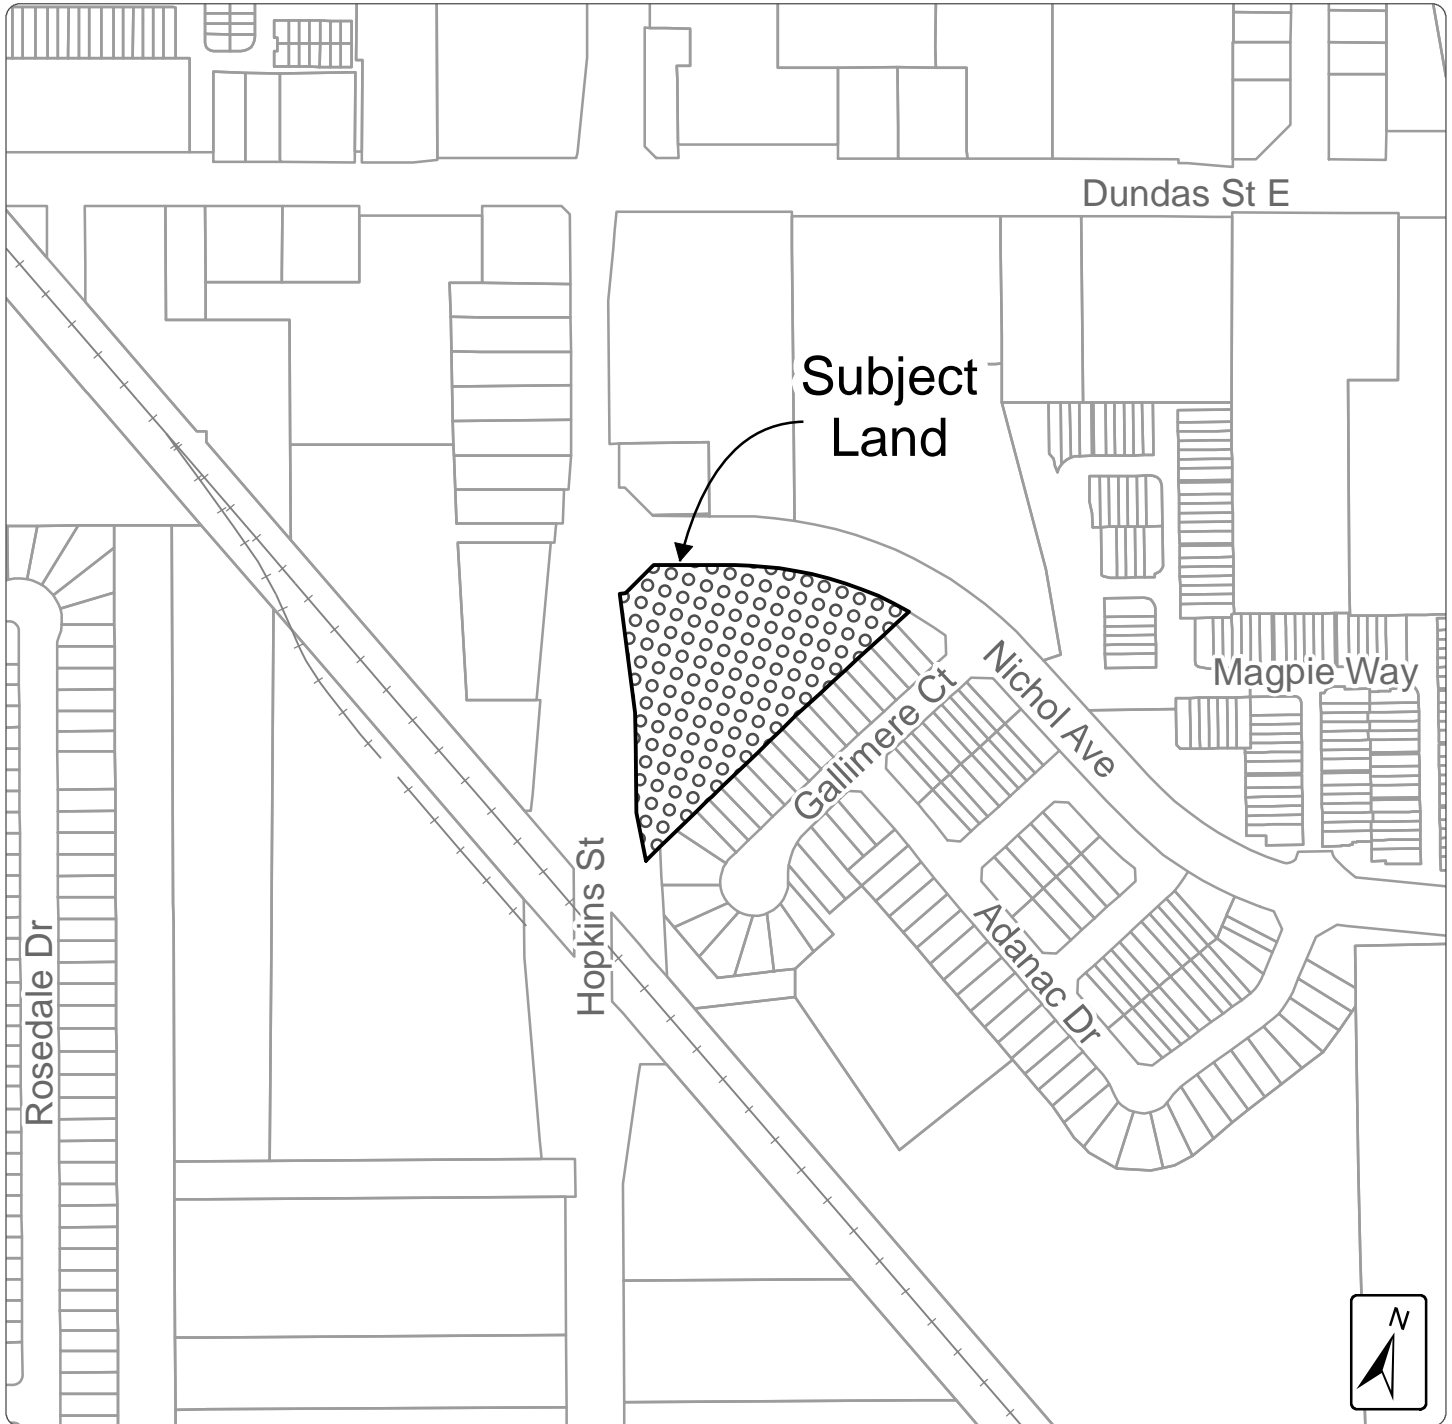 Dundas St E
Subject
Land
Magpie Way
Nichol Ave
Gallimere Ct
Hopkins St
Adanac Dr
Rosedale Dr
N